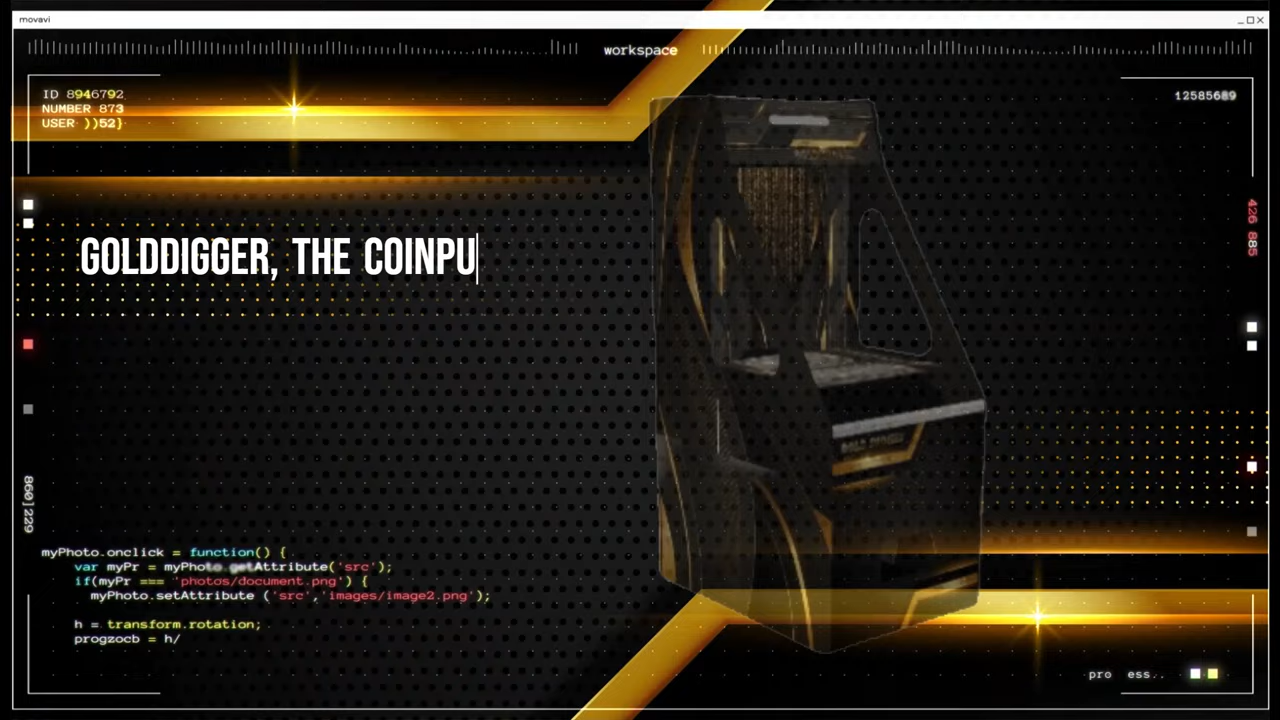 movavi
workspace
ID 8946792
NUMBER 873
USER ))52}
12585689
426 885
GOLDDIGGER, THE COINPU
860]229
myPhoto.onclick = function() {
var myPr = myPhoto.getAttribute('src');
if(myPr === 'photos/document.png') {
myPhoto.setAttribute ('src','images/image2.png');
h = transform.rotation;
progzocb = h/
pro ess..